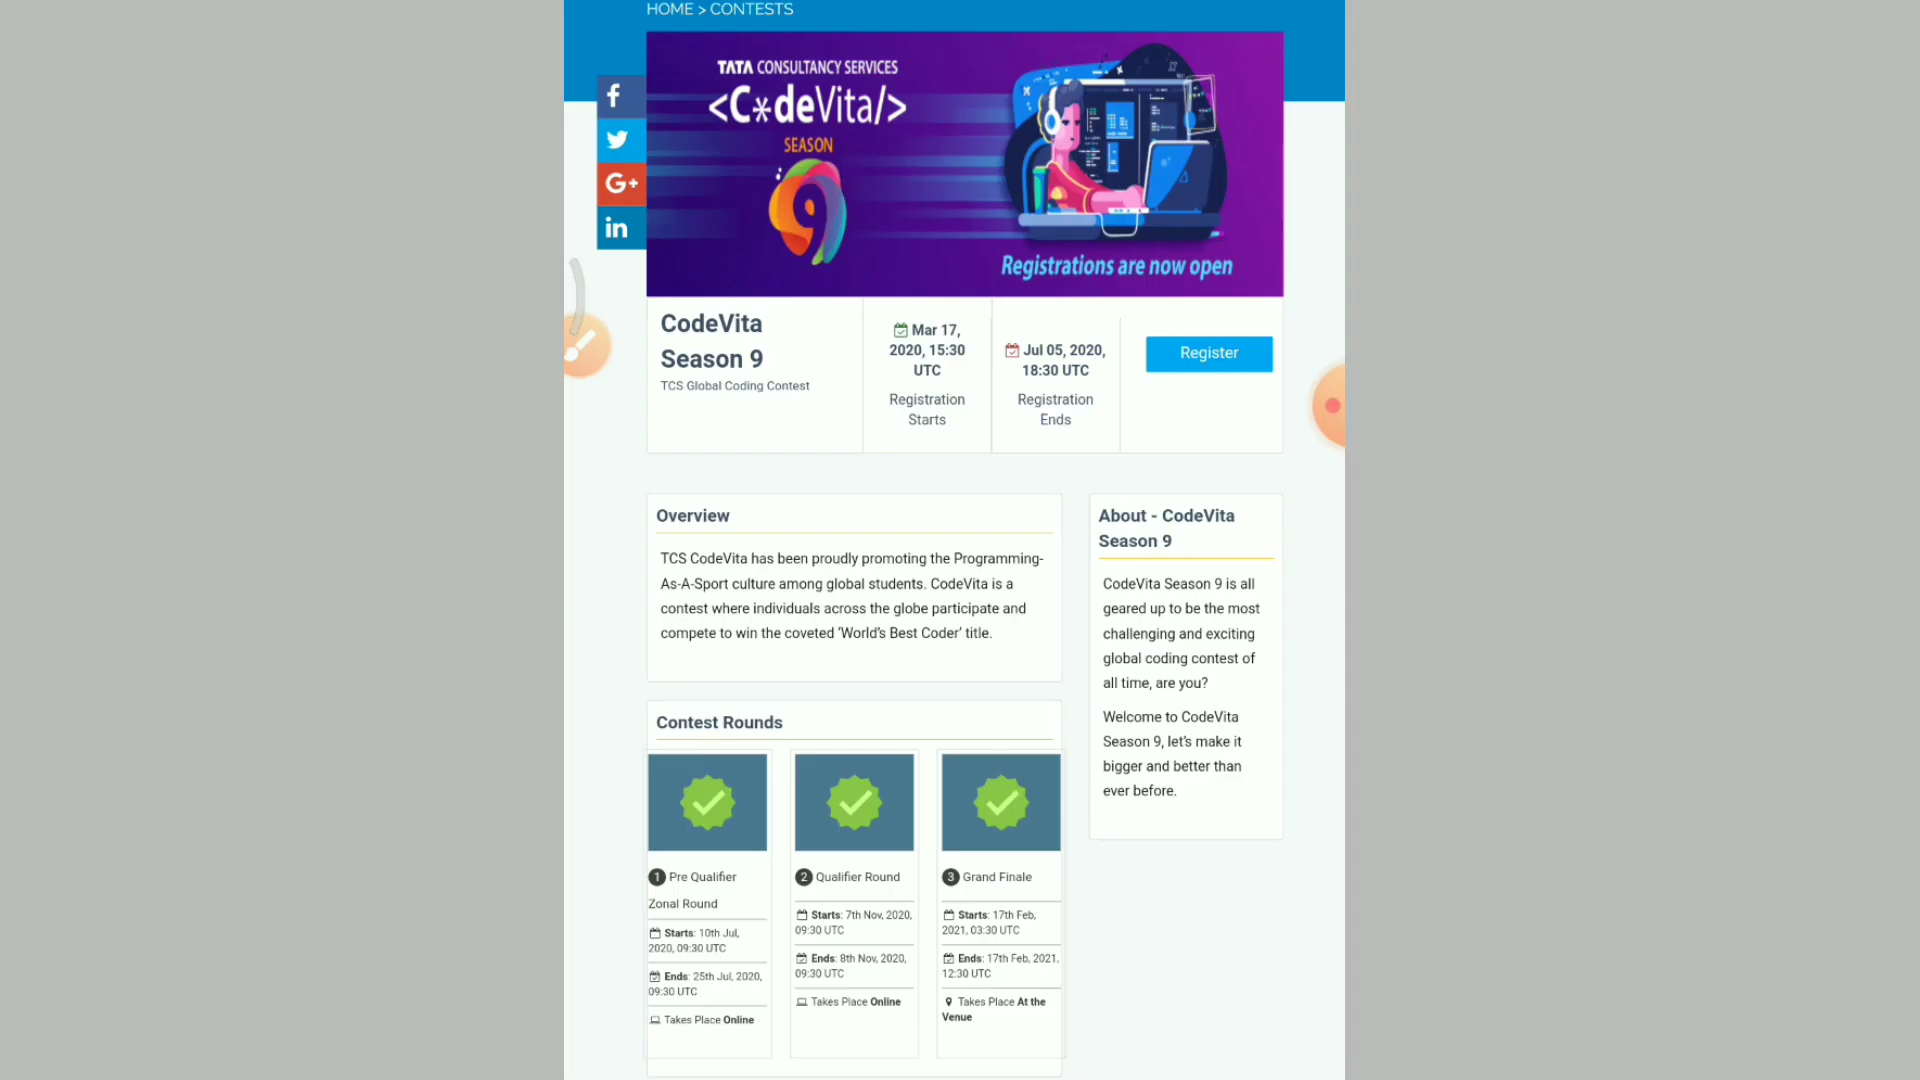 HOME > CONTESTS
TATA CONSULTANCY SERVICES
<C*deVita/>
SEASON
9
Registrations are now open
f
G+
in
CodeVita
Season 9
TCS Global Coding Contest
Mar 17,
2020, 15:30
UTC
Registration
Starts
Jul 05, 2020,
18:30 UTC
Registration
Ends
Register
Overview
TCS CodeVita has been proudly promoting the Programming-
As-A-Sport culture among global students. CodeVita is a
contest where individuals across the globe participate and
compete to win the coveted ‘World’s Best Coder’ title.
About - CodeVita
Season 9
CodeVita Season 9 is all
geared up to be the most
challenging and exciting
global coding contest of
all time, are you?
Welcome to CodeVita
Season 9, let’s make it
bigger and better than
ever before.
Contest Rounds
1 Pre Qualifier
Zonal Round
Starts: 10th Jul,
2020, 09:30 UTC
Ends: 25th Jul, 2020,
09:30 UTC
Takes Place Online
2 Qualifier Round
Starts: 7th Nov, 2020,
09:30 UTC
Ends: 8th Nov, 2020,
09:30 UTC
Takes Place Online
3 Grand Finale
Starts: 17th Feb,
2021, 03:30 UTC
Ends: 17th Feb, 2021,
12:30 UTC
Takes Place At the
Venue